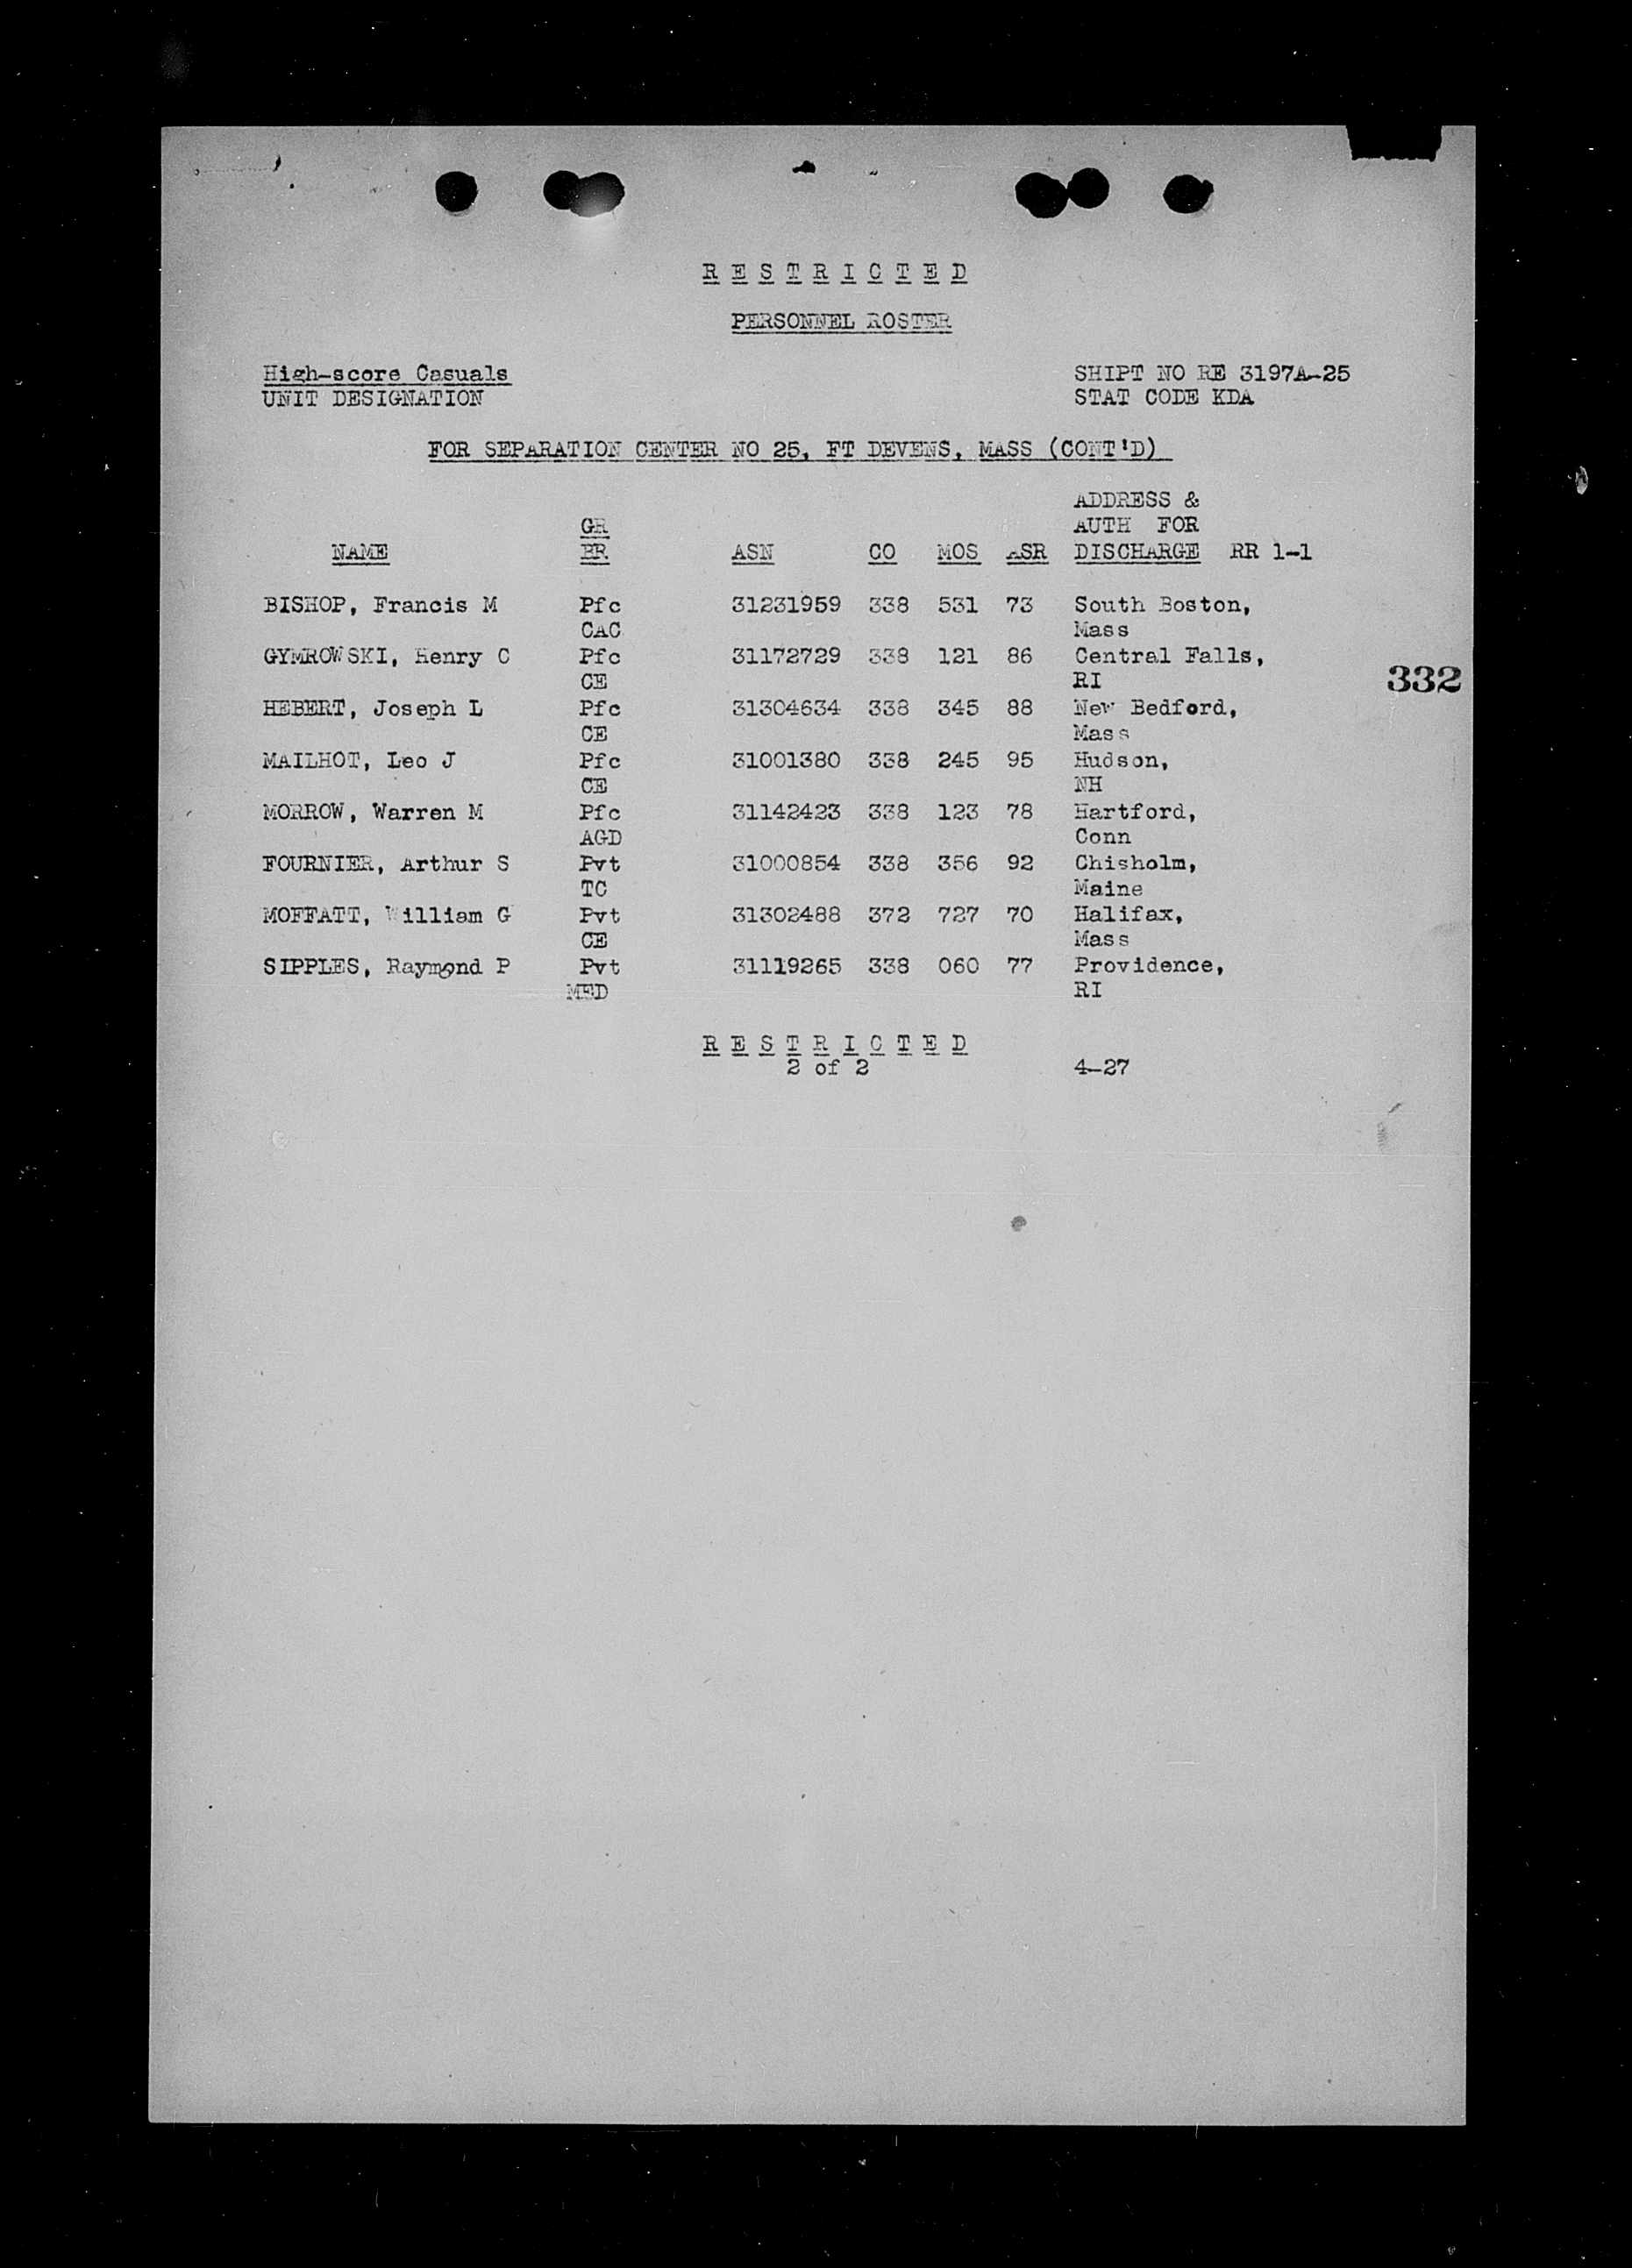 R E S T R I C T E D
PERSONNEL ROSTER
High-score Casuals SHIPT NO RE 3197A-25
UNIT DESIGNATION STAT CODE KDA
FOR SEPARATION CENTER NO 25, FT DEVENS, MASS (CONT'D)
ADDRESS &
GR AUTH FOR
NAME BR ASN CO MOS ASR DISCHARGE RR 1-1
BISHOP, Francis M Pfc 31231959 338 531 73 South Boston,
CAC Mass
GYMROWSKI, Henry C Pfc 31172729 338 121 86 Central Falls,
CE RI
332
HEBERT, Joseph L Pfc 31304634 338 345 88 New Bedford,
CE Mass
MAILHOT, Leo J Pfc 31001380 338 245 95 Hudson,
CE NH
MORROW, Warren M Pfc 31142423 338 123 78 Hartford,
AGD Conn
FOURNIER, Arthur S Pvt 31000854 338 356 92 Chisholm,
TC Maine
MOFFATT, William G Pvt 31302488 372 727 70 Halifax,
CE Mass
SIPPLES, Raymond P Pvt 31119265 338 060 77 Providence,
MED RI
R E S T R I C T E D
2 of 2 4-27